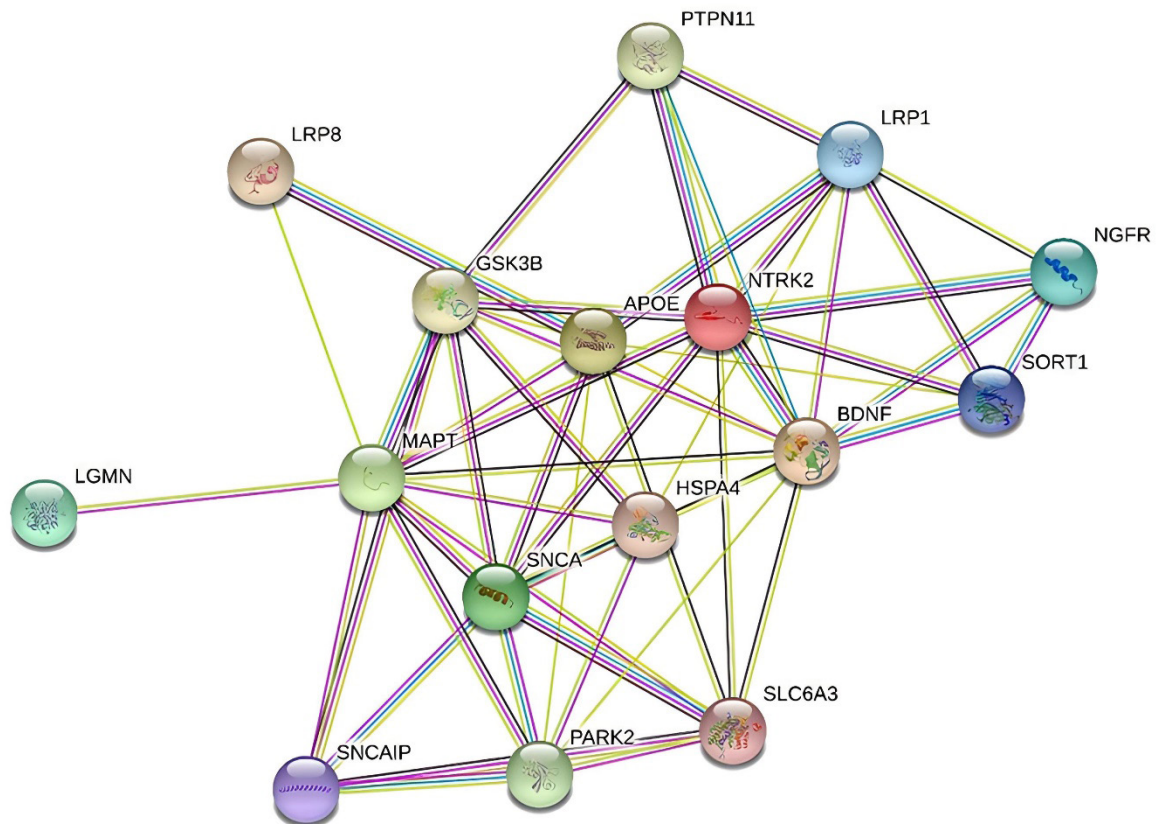 PTPN11
LRP1
LRP8
NGFR
GSK3B
NTRK2
APOE
SORT1
BDNF
MAPT
LGMN
HSPA4
SNCA
SLC6A3
PARK2
SNCAIP